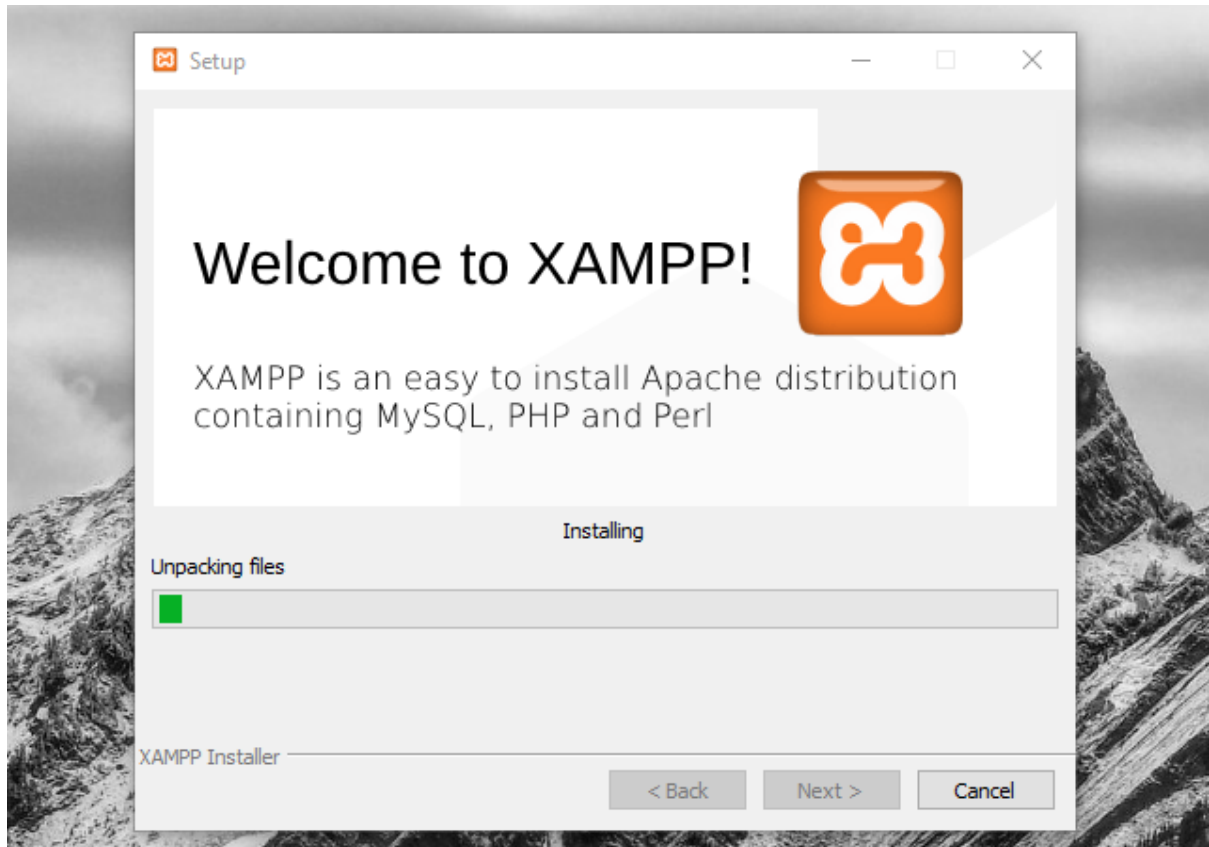 Setup
Welcome to XAMPP!
XAMPP is an easy to install Apache distribution
containing MySQL, PHP and Perl
Installing
Unpacking files
XAMPP Installer
< Back
Next >
Cancel